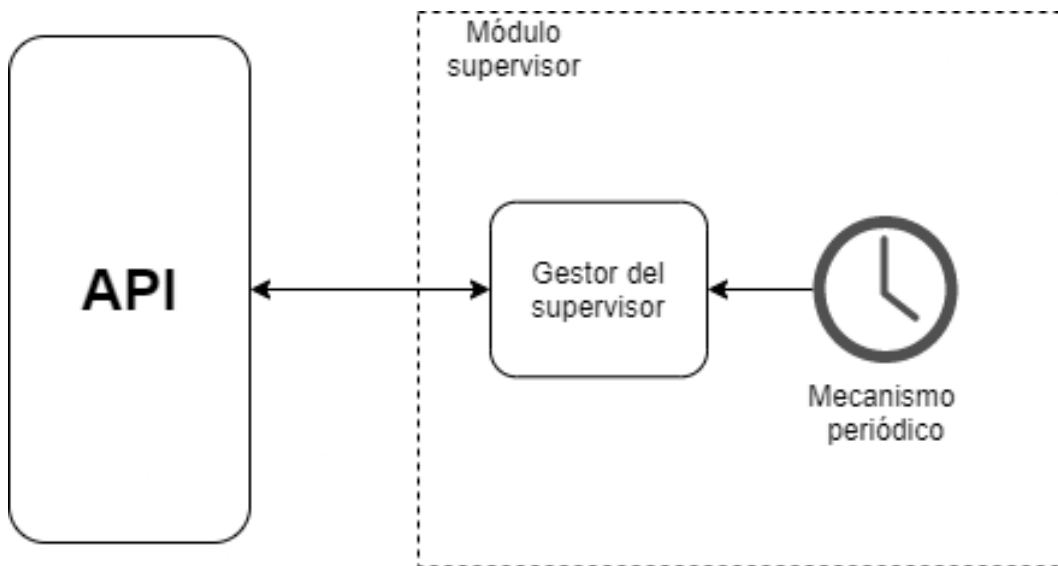 Módulo
supervisor
API
Gestor del
supervisor
Mecanismo
periódico